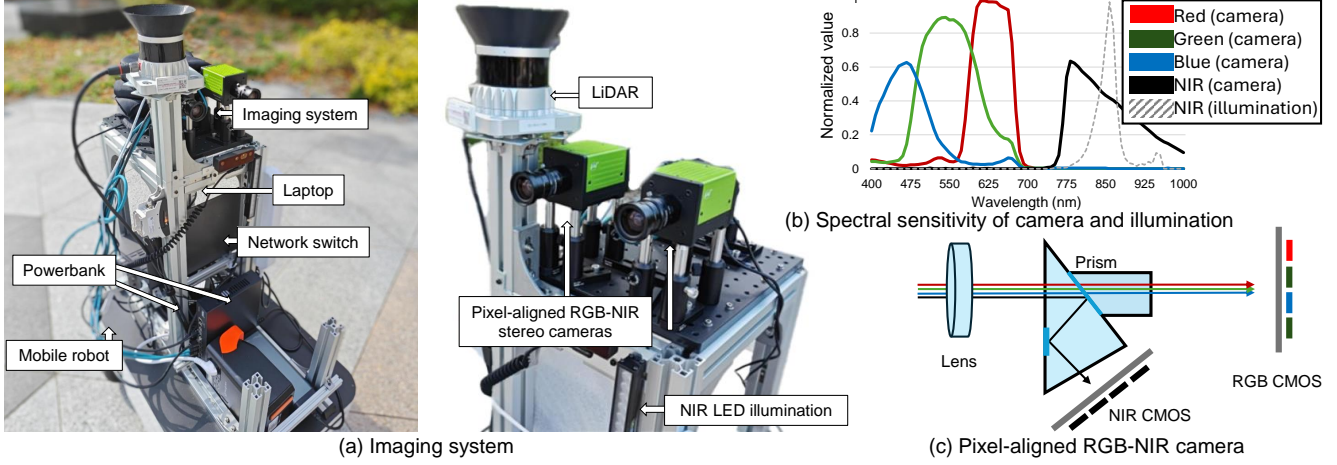 Imaging system
Laptop
Network switch
Powerbank
Mobile robot
LiDAR
Pixel-aligned RGB-NIR
stereo cameras
NIR LED illumination
(a) Imaging system
Normalized value
0.8
0.6
0.4
0.2
0
400 475 550 625 700 775 850 925 1000
Wavelength (nm)
Red (camera)
Green (camera)
Blue (camera)
NIR (camera)
NIR (illumination)
(b) Spectral sensitivity of camera and illumination
Prism
Lens
NIR CMOS
RGB CMOS
(c) Pixel-aligned RGB-NIR camera